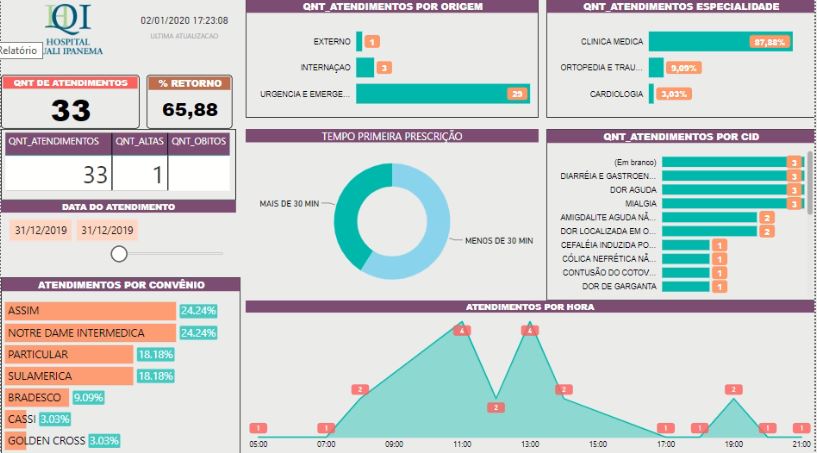 HQI
HOSPITAL
UALI IPANEMA
Relatório
02/01/2020 17:23:08
ULTIMA ATUALIZACAO
QNT DE ATENDIMENTOS
33
% RETORNO
65,88
QNT_ATENDIMENTOS QNT_ALTAS QNT_OBITOS
33 1
DATA DO ATENDIMENTO
31/12/2019 31/12/2019
ATENDIMENTOS POR CONVÊNIO
ASSIM 24.24%
NOTRE DAME INTERMEDICA 24.24%
PARTICULAR 18.18%
SULAMERICA 18.18%
BRADESCO 9.09%
CASSI 3.03%
GOLDEN CROSS 3.03%
QNT_ATENDIMENTOS POR ORIGEM
EXTERNO 1
INTERNAÇAO 3
URGENCIA E EMERGE... 29
QNT_ATENDIMENTOS ESPECIALIDADE
CLINICA MEDICA 87,88%
ORTOPEDIA E TRAU... 9,09%
CARDIOLOGIA 3,03%
TEMPO PRIMEIRA PRESCRIÇÃO
MAIS DE 30 MIN
MENOS DE 30 MIN
QNT_ATENDIMENTOS POR CID
(Em branco) 3
DIARRÉIA E GASTROEN... 3
DOR AGUDA 3
MIALGIA 3
AMIGDALITE AGUDA NÃ... 2
DOR LOCALIZADA EM O... 2
CEFALÉIA INDUZIDA PO... 1
CÓLICA NEFRÉTICA NÃ... 1
CONTUSÃO DO COTOV... 1
DOR DE GARGANTA 1
ATENDIMENTOS POR HORA
1 1 2 4 2 4 2 1 1 2 1 1
05:00 07:00 09:00 11:00 13:00 15:00 17:00 19:00 21:00